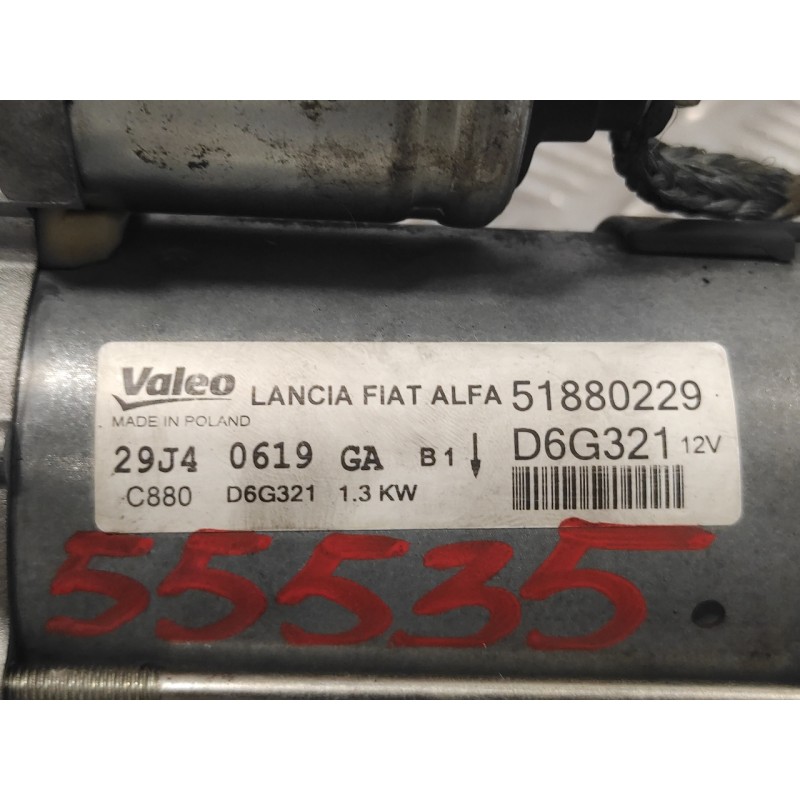 Valeo LANCIA FIAT ALFA 51880229
MADE IN POLAND
D6G321 12V
29J4 0619 GA B1 ↓
C880 D6G321 1.3 KW
55535